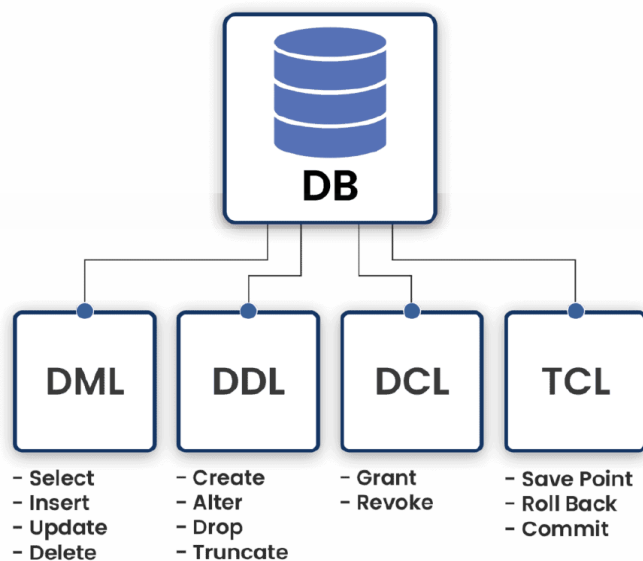 DB
DML
DDL
DCL
TCL
- Select
- Insert
- Update
- Delete
- Create
- Alter
- Drop
- Truncate
- Grant
- Revoke
- Save Point
- Roll Back
- Commit